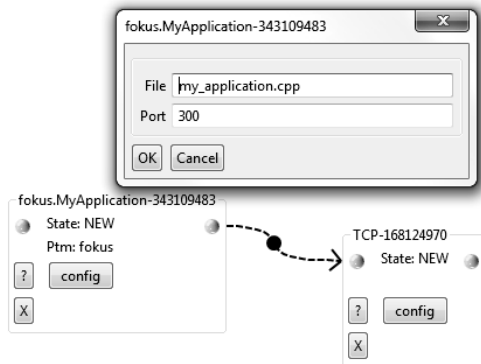 fokus.MyApplication-343109483
X
File my_application.cpp
Port 300
OK Cancel
fokus.MyApplication-343109483
State: NEW
Ptm: fokus
? config
X
TCP-168124970
State: NEW
? config
X